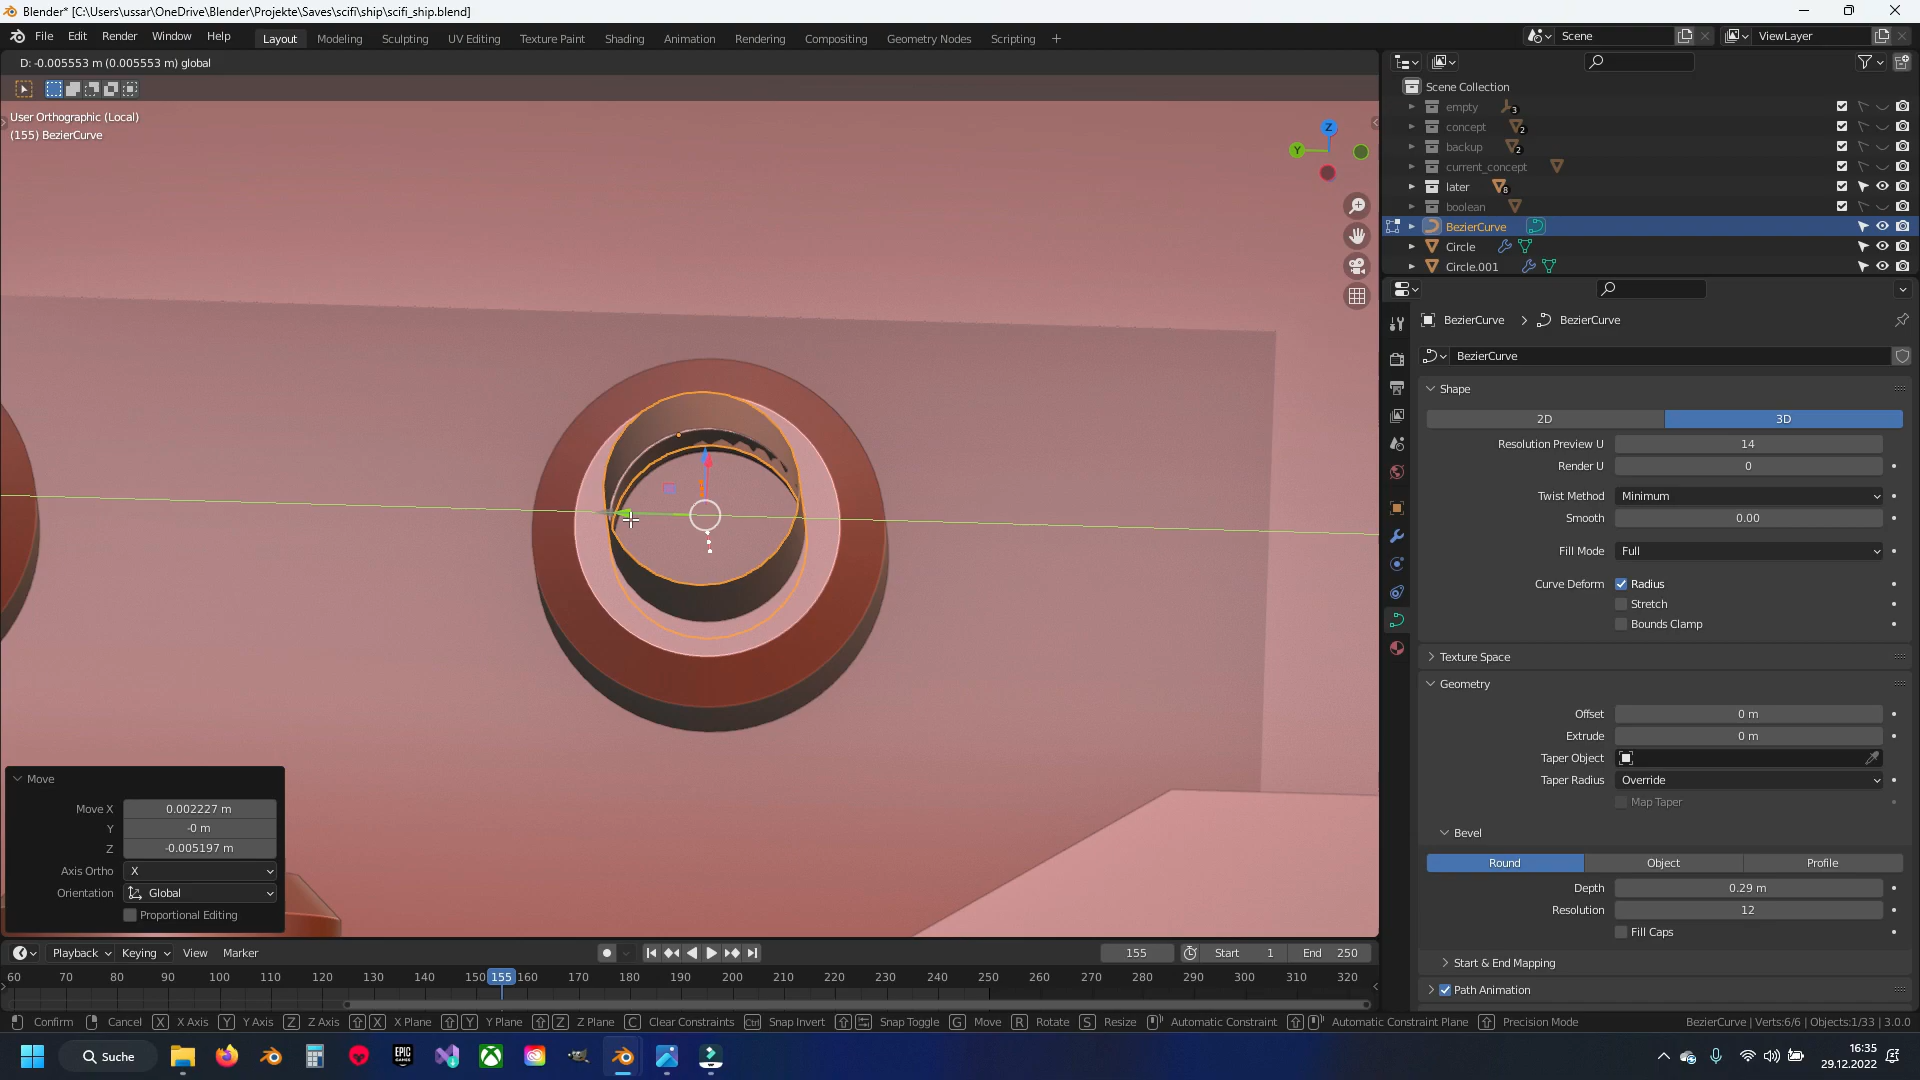 Blender* [C:\Users\ussar\OneDrive\Blender\Projekte\Saves\scifi\ship\scifi_ship.blend]
File Edit Render Window Help Layout Modeling Sculpting UV Editing Texture Paint Shading Animation Rendering Compositing Geometry Nodes Scripting + Scene ViewLayer
D: -0.005553 m (0.005553 m) global
User Orthographic (Local)
(155) BezierCurve
Z
Y
Scene Collection
empty 3
concept 2
backup 2
current_concept
later 8
boolean
BezierCurve
Circle
Circle.001
BezierCurve > BezierCurve
BezierCurve
Shape
2D 3D
Resolution Preview U 14
Render U 0
Twist Method Minimum
Smooth 0.00
Fill Mode Full
Curve Deform Radius
Stretch
Bounds Clamp
Texture Space
Geometry
Offset 0 m
Extrude 0 m
Taper Object
Taper Radius Override
Map Taper
Bevel
Round Object Profile
Depth 0.29 m
Resolution 12
Fill Caps
Start & End Mapping
Path Animation
Move
Move X 0.002227 m
Y -0 m
Z -0.005197 m
Axis Ortho X
Orientation Global
Proportional Editing
Playback Keying View Marker 155 Start 1 End 250
60 70 80 90 100 110 120 130 140 150 155 160 170 180 190 200 210 220 230 240 250 260 270 280 290 300 310 320
Confirm Cancel X X Axis Y Y Axis Z Z Axis X X Plane Y Y Plane Z Z Plane C Clear Constraints Ctrl Snap Invert Snap Toggle G Move R Rotate S Resize Automatic Constraint Automatic Constraint Plane Precision Mode BezierCurve | Verts:6/6 | Objects:1/33 | 3.0.0
Suche EPIC GAMES 16:35
29.12.2022